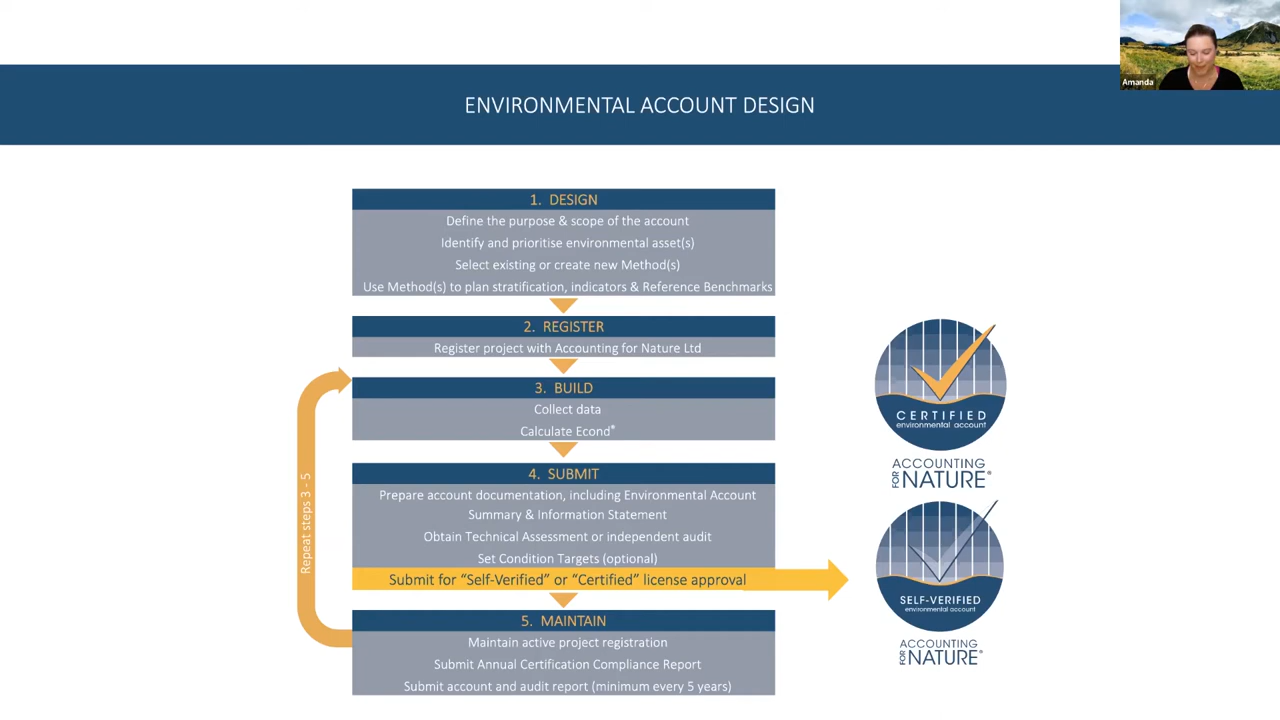 Amanda
ENVIRONMENTAL ACCOUNT DESIGN
1. DESIGN
Define the purpose & scope of the account
Identify and prioritise environmental asset(s)
Select existing or create new Method(s)
Use Method(s) to plan stratification, indicators & Reference Benchmarks
2. REGISTER
Register project with Accounting for Nature Ltd
3. BUILD
Collect data
Calculate Econd®
4. SUBMIT
Prepare account documentation, including Environmental Account
Summary & Information Statement
Obtain Technical Assessment or independent audit
Set Condition Targets (optional)
Submit for “Self-Verified” or “Certified” license approval
5. MAINTAIN
Maintain active project registration
Submit Annual Certification Compliance Report
Submit account and audit report (minimum every 5 years)
Repeat steps 3 - 5
CERTIFIED
environmental account
ACCOUNTING
FOR NATURE®
SELF-VERIFIED
environmental account
ACCOUNTING
FOR NATURE®